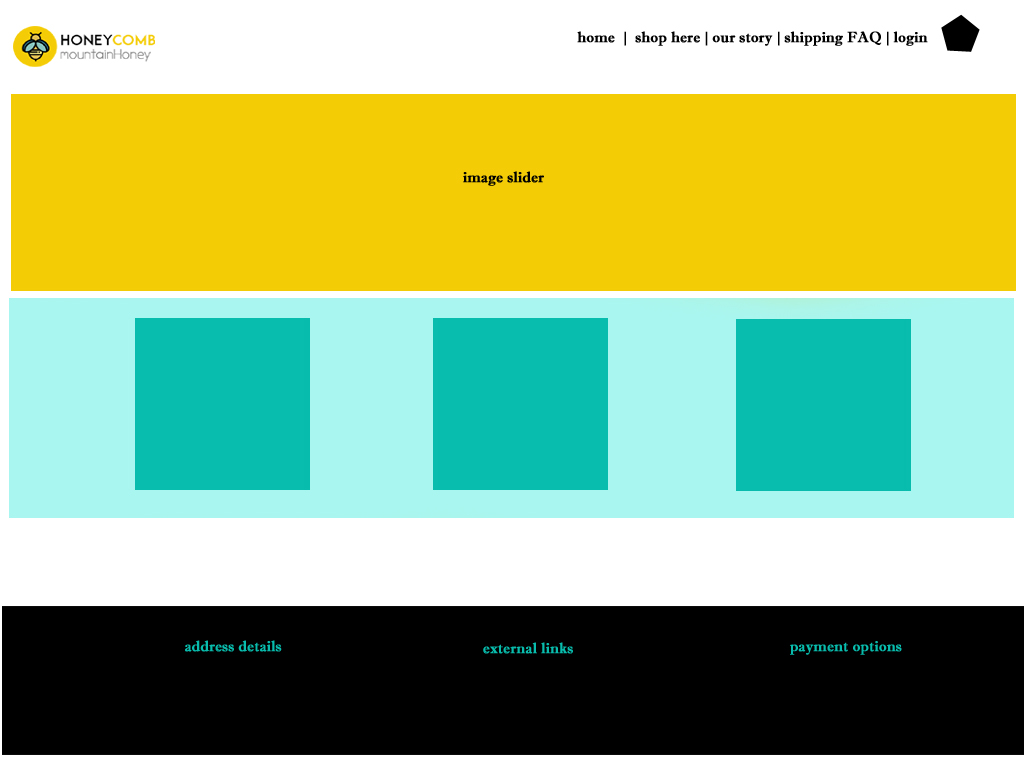 HONEYCOMB
mountainHoney
home | shop here | our story | shipping FAQ | login
image slider
address details
external links
payment options